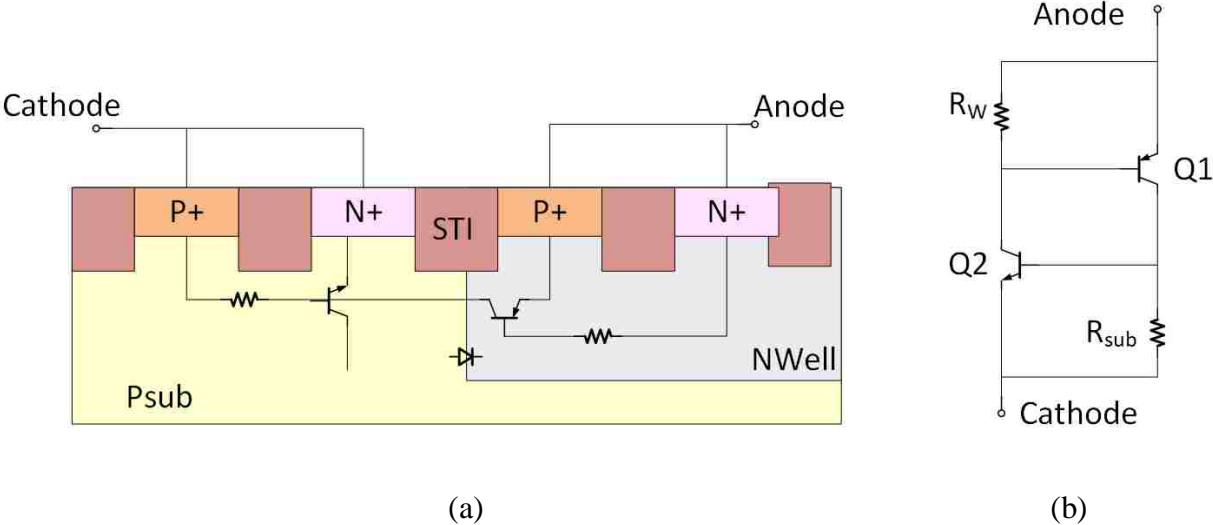 Cathode
Anode
P+
N+
STI
P+
N+
NWell
Psub
(a)
Anode
R_W
Q1
Q2
R_sub
Cathode
(b)